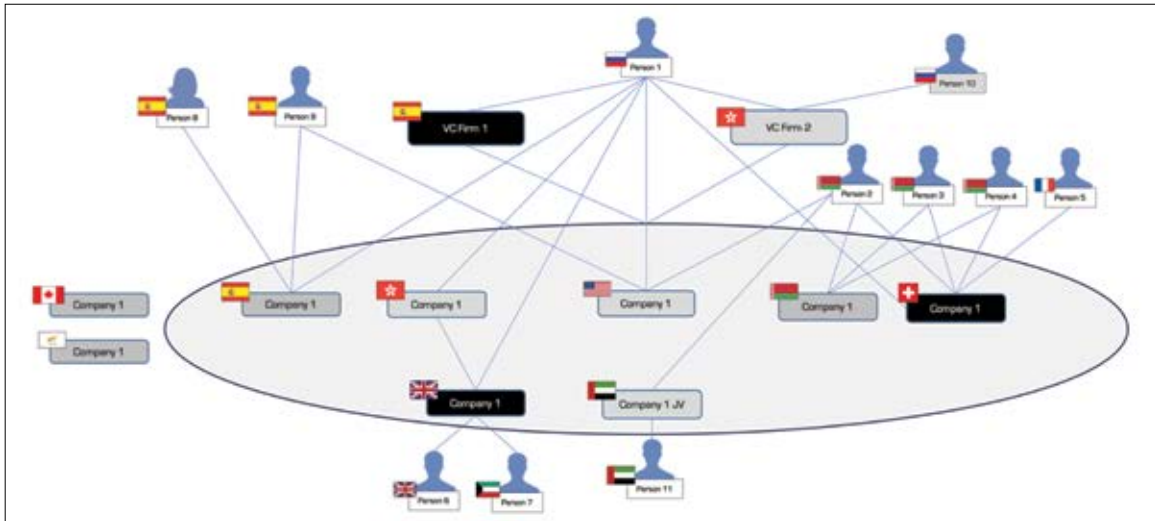 Person 1
Person 10
Person 8
Person 9
VC Firm 1
VC Firm 2
Person 2
Person 3
Person 4
Person 5
Company 1
Company 1
Company 1
Company 1
Company 1
Company 1
Company 1
Company 1
Company 1 JV
Person 6
Person 7
Person 11